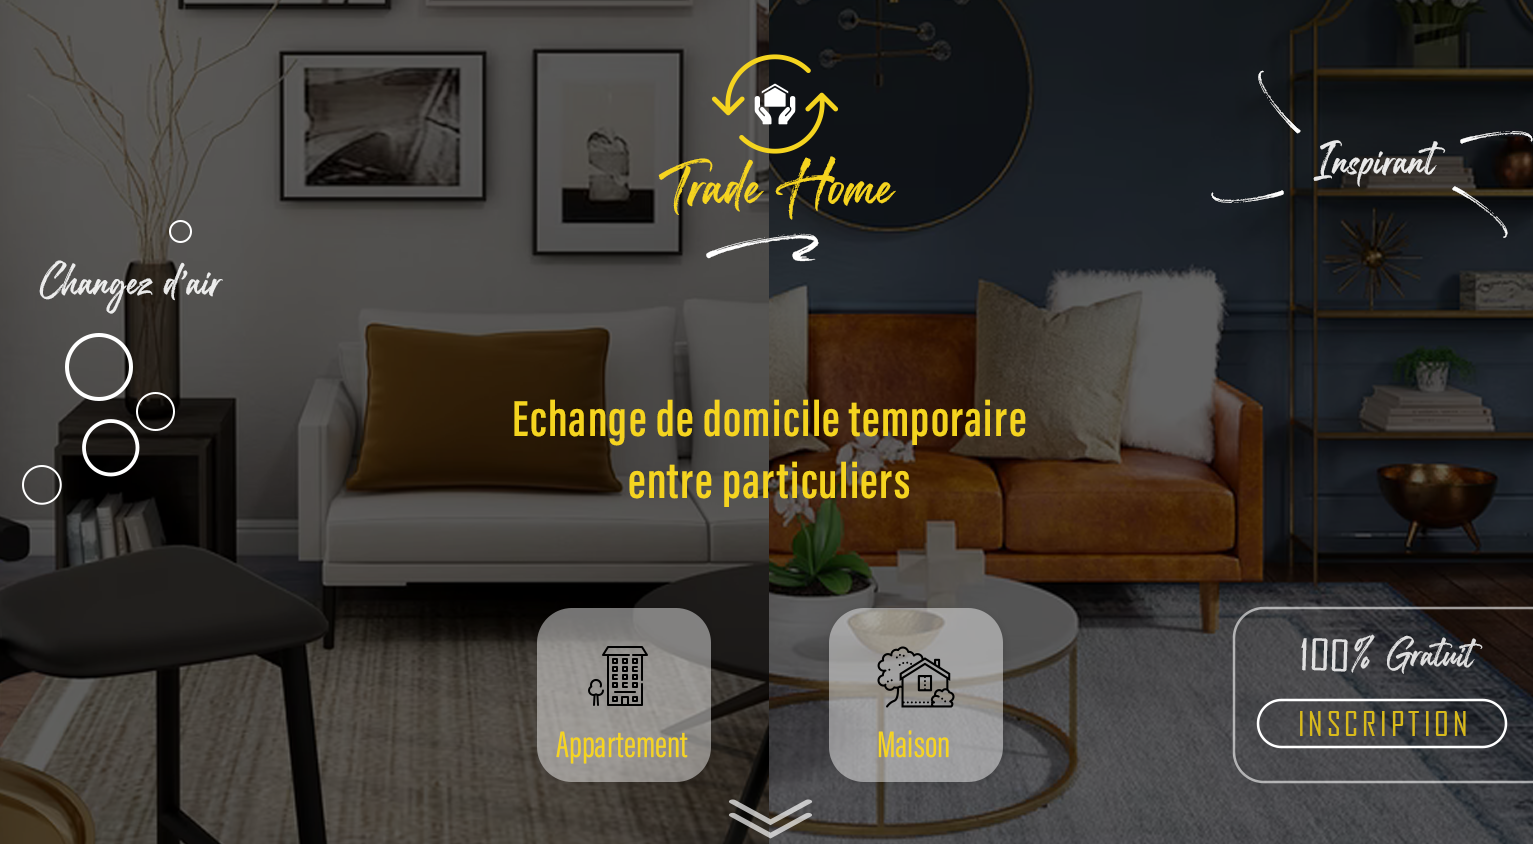 Trade Home
Inspirant
Changez d'air
Echange de domicile temporaire
entre particuliers
Appartement
Maison
100% Gratuit
INSCRIPTION